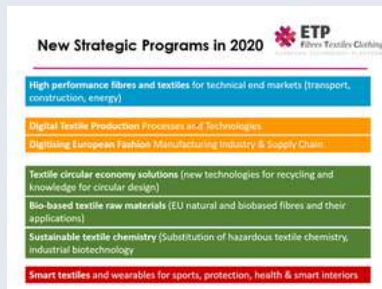 New Strategic Programs in 2020
ETP
Fibres Textiles Clothing
High performance fibres and textiles for technical end markets (transport,
construction, energy)
Digital Textile Production Processes and Technologies
Digitising European Fashion Manufacturing Industry & Supply Chain
Textile circular economy solutions (new technologies for recycling and
knowledge for circular design)
Bio-based textile raw materials (EU natural and biobased fibres and their
applications)
Sustainable textile chemistry (Substitution of hazardous textile chemistry,
industrial biotechnology
Smart textiles and wearables for sports, protection, health & smart interiors